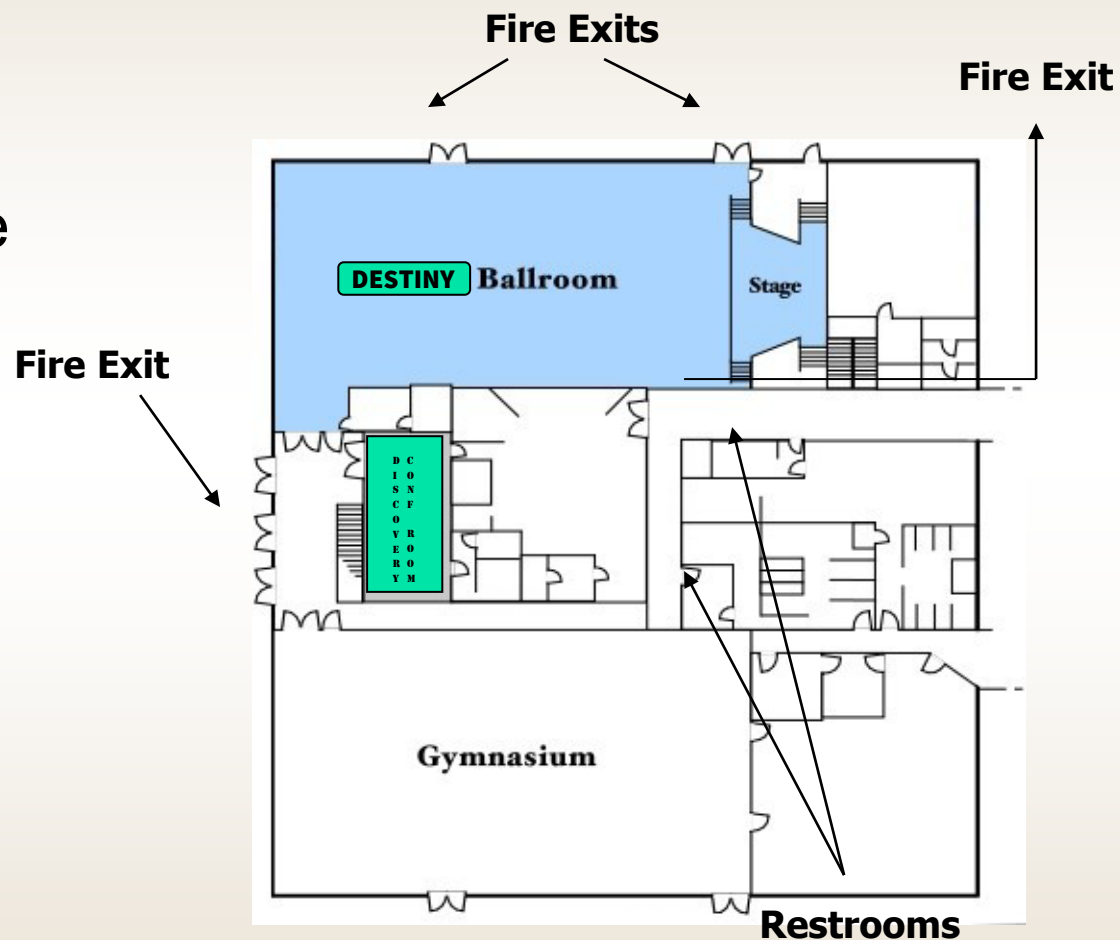 Fire Exits
Fire Exit
e
DESTINY Ballroom
Stage
Fire Exit
DISCOVERY
CONF ROOM
Gymnasium
Restrooms